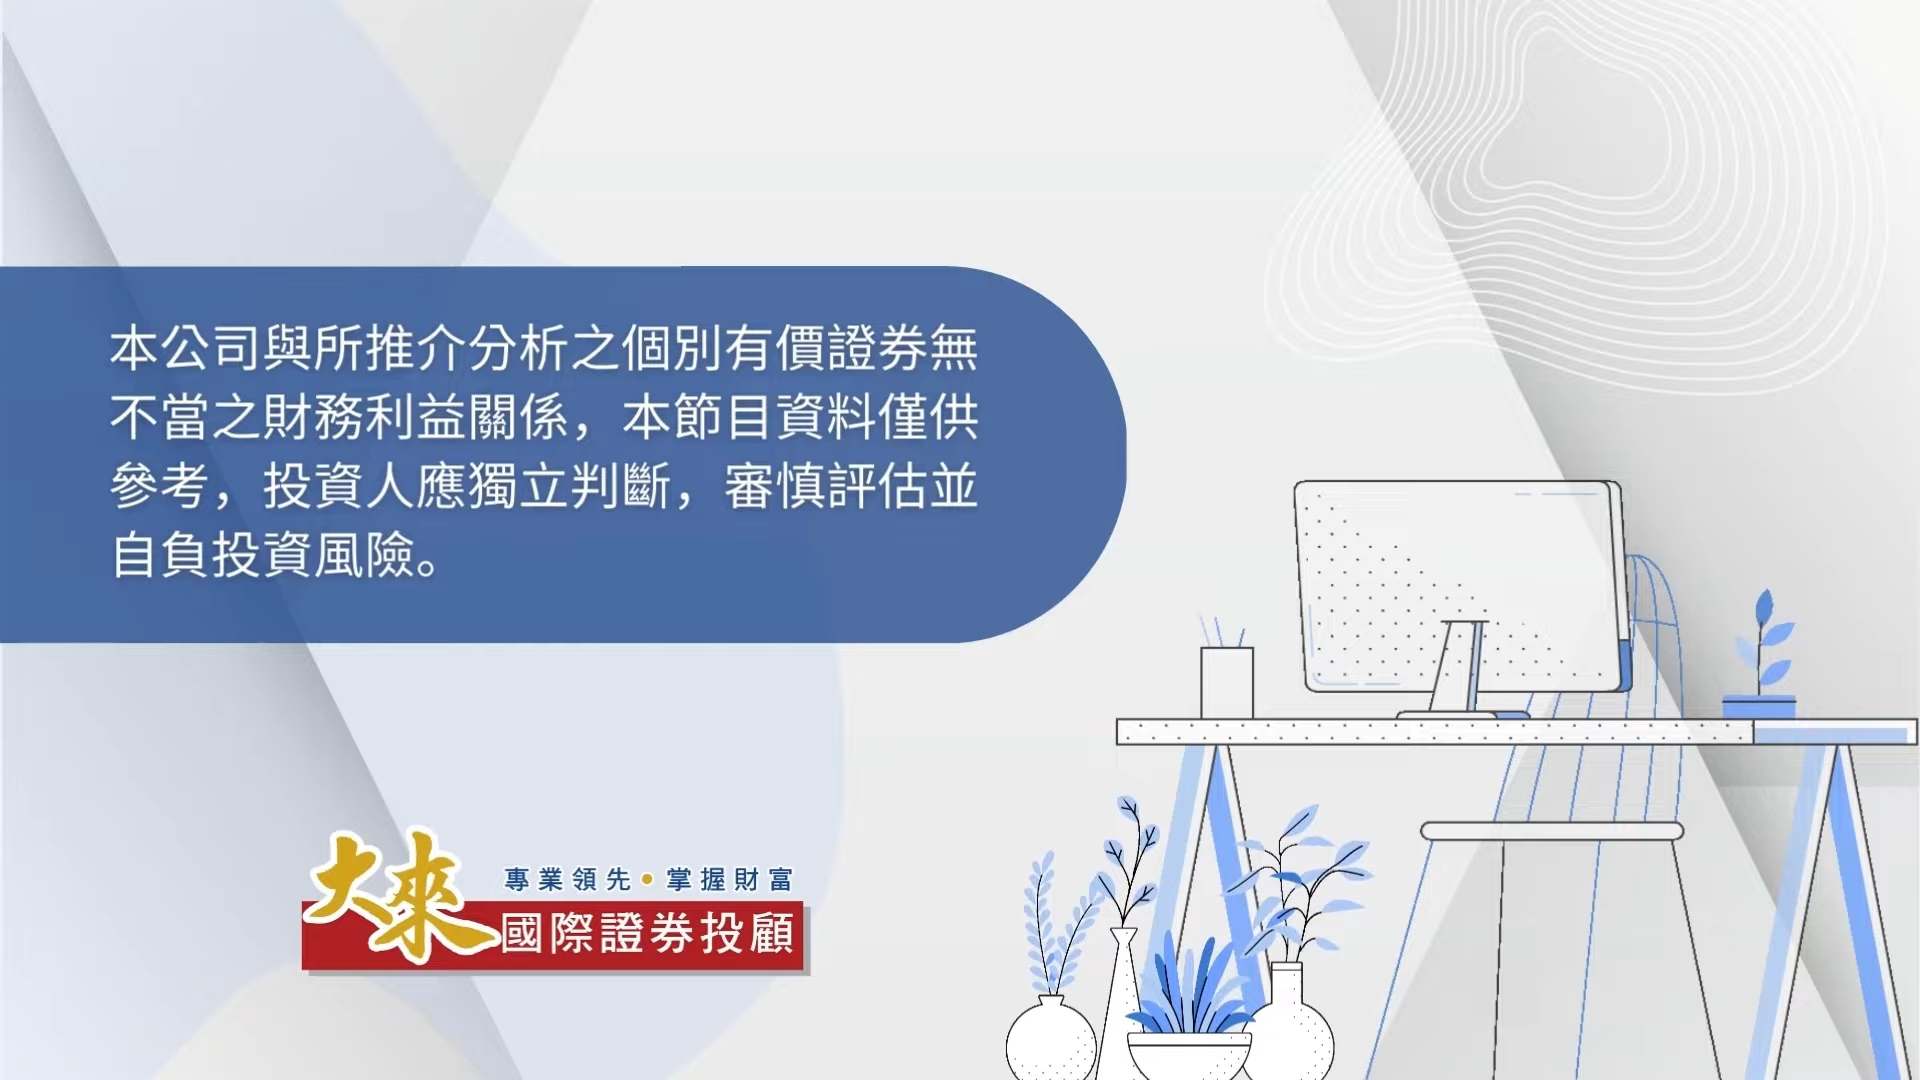 本公司與所推介分析之個別有價證券無
不當之財務利益關係，本節目資料僅供
參考，投資人應獨立判斷，審慎評估並
自負投資風險。
專業領先•掌握財富
大來
國際證券投顧